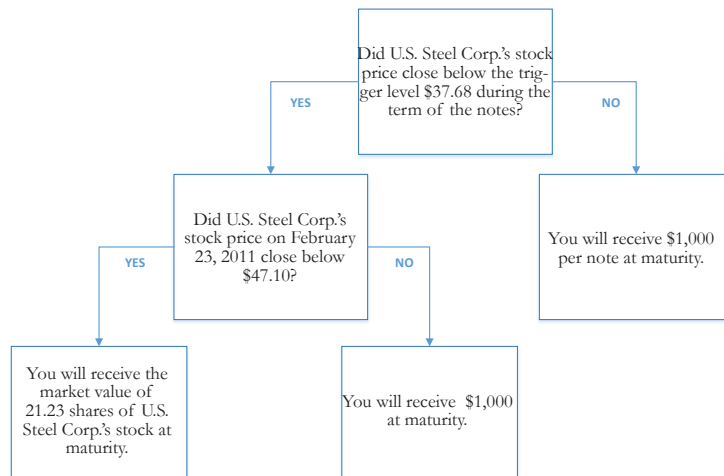 Did U.S. Steel Corp.'s stock
price close below the trig-
ger level $37.68 during the
term of the notes?
YES
NO
Did U.S. Steel Corp.'s
stock price on February
23, 2011 close below
$47.10?
You will receive $1,000
per note at maturity.
YES
NO
You will receive the
market value of
21.23 shares of U.S.
Steel Corp.'s stock at
maturity.
You will receive $1,000
at maturity.